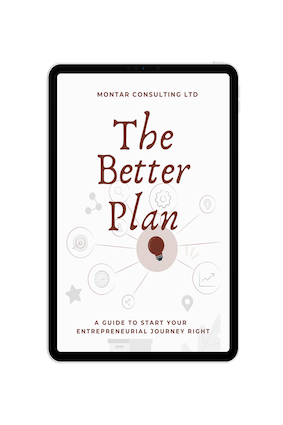 MONTAR CONSULTING LTD
The
Better
Plan
A GUIDE TO START YOUR
ENTREPRENEURIAL JOURNEY RIGHT